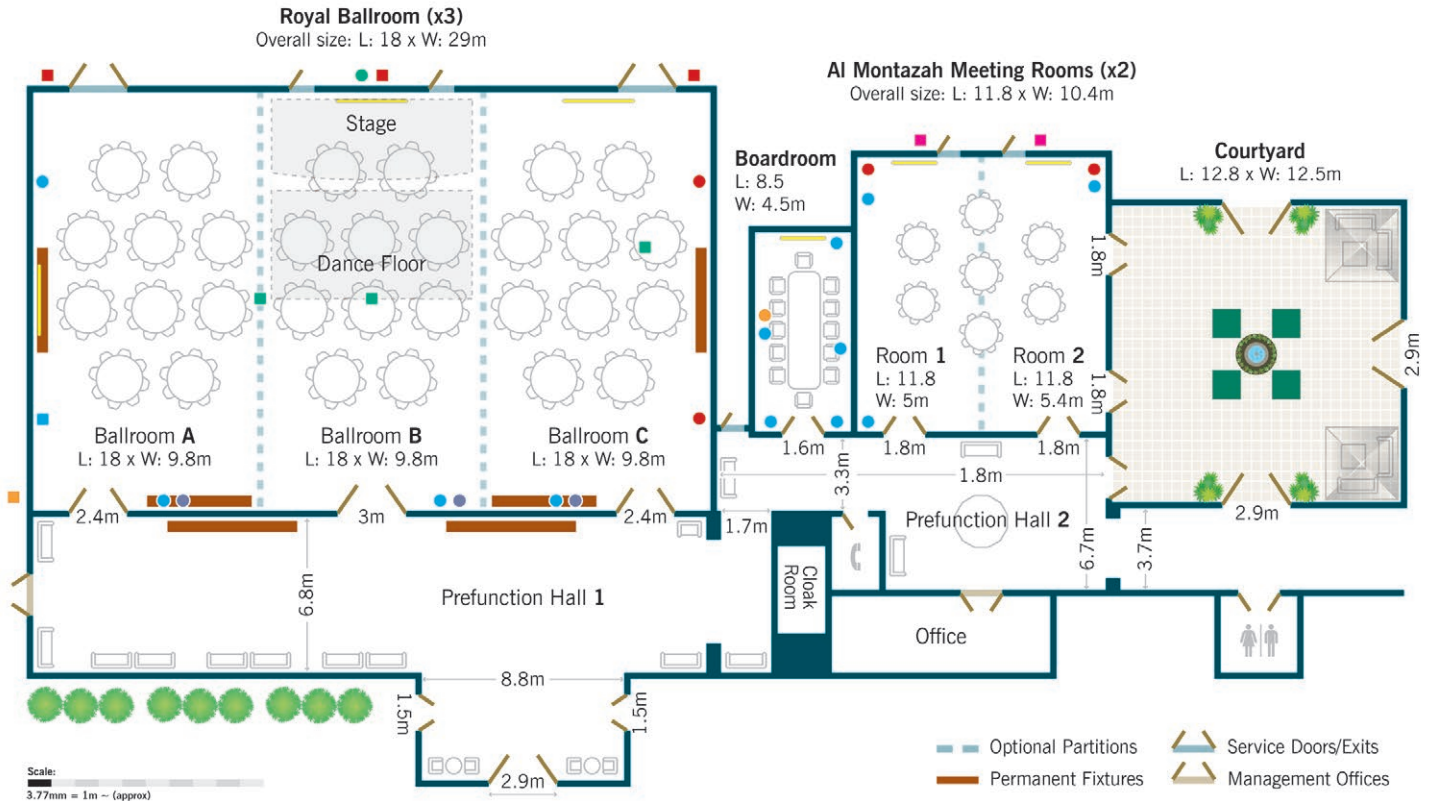 Royal Ballroom (x3)
Overall size: L: 18 x W: 29m
Al Montazah Meeting Rooms (x2)
Overall size: L: 11.8 x W: 10.4m
Boardroom
L: 8.5
W: 4.5m
Courtyard
L: 12.8 x W: 12.5m
Stage
Dance Floor
1.8m
2.9m
Room 1
L: 11.8
W: 5m
Room 2
L: 11.8
W: 5.4m
1.8m
Ballroom A
L: 18 x W: 9.8m
Ballroom B
L: 18 x W: 9.8m
Ballroom C
L: 18 x W: 9.8m
1.6m
1.8m
1.8m
3.3m
1.8m
2.4m
3m
2.4m
1.7m
Prefunction Hall 2
2.9m
6.7m
3.7m
6.8m
Prefunction Hall 1
Cloak
Room
Office
8.8m
1.5m
1.5m
2.9m
Optional Partitions
Service Doors/Exits
Permanent Fixtures
Management Offices
Scale:
3.77mm = 1m ~ (approx)